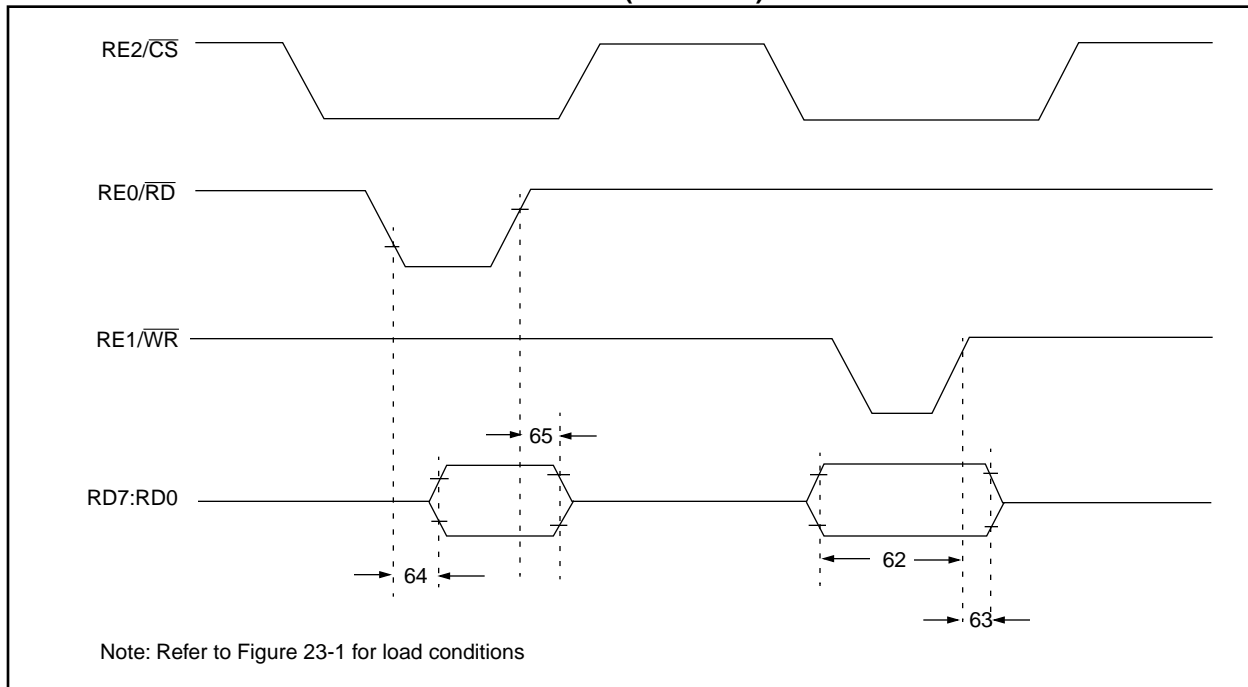 RE2/CS
RE0/RD
RE1/WR
65
RD7:RD0
62
64
63
Note: Refer to Figure 23-1 for load conditions